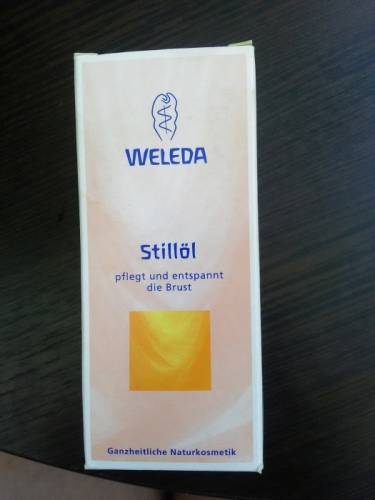 WELEDA
Stillöl
pflegt und entspannt
die Brust
Ganzheitliche Naturkosmetik